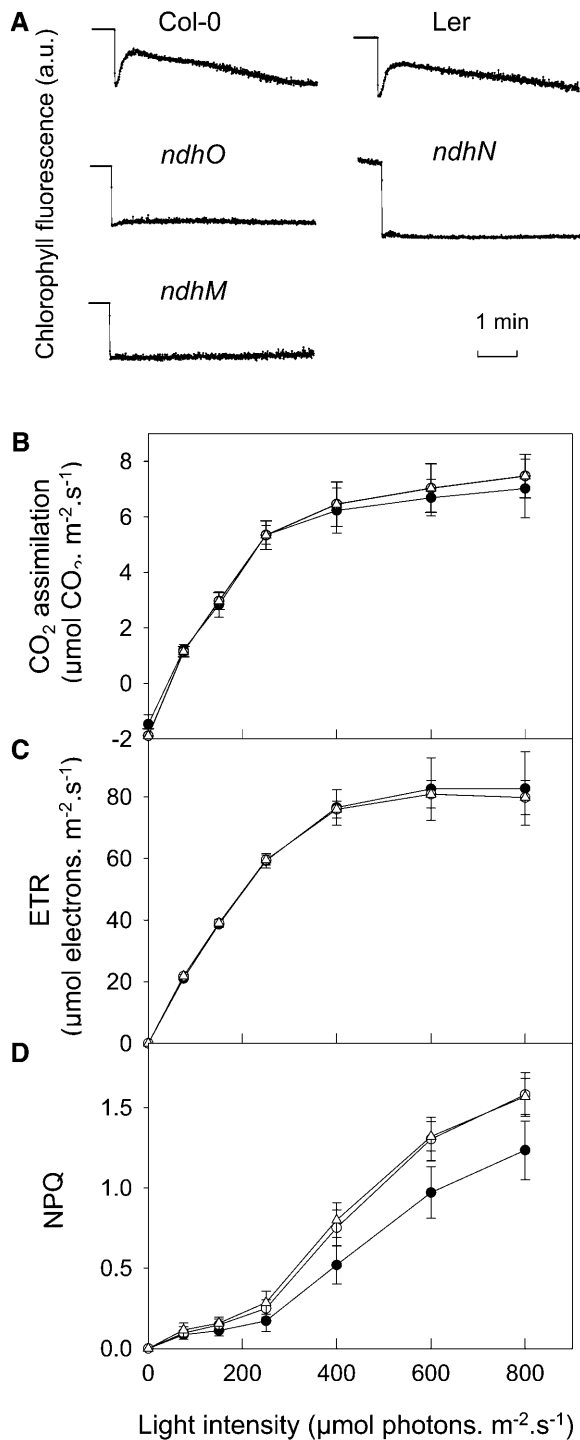 A
Col-0
Ler
ndhO
ndhN
ndhM
1 min
Chlorophyll fluorescence (a.u.)
B
8
6
4
2
0
-2
CO2 assimilation
(µmol CO2. m-2.s-1)
C
80
60
40
20
0
ETR
(µmol electrons. m-2.s-1)
D
1.5
1.0
0.5
0.0
NPQ
0 200 400 600 800
Light intensity (µmol photons. m-2.s-1)